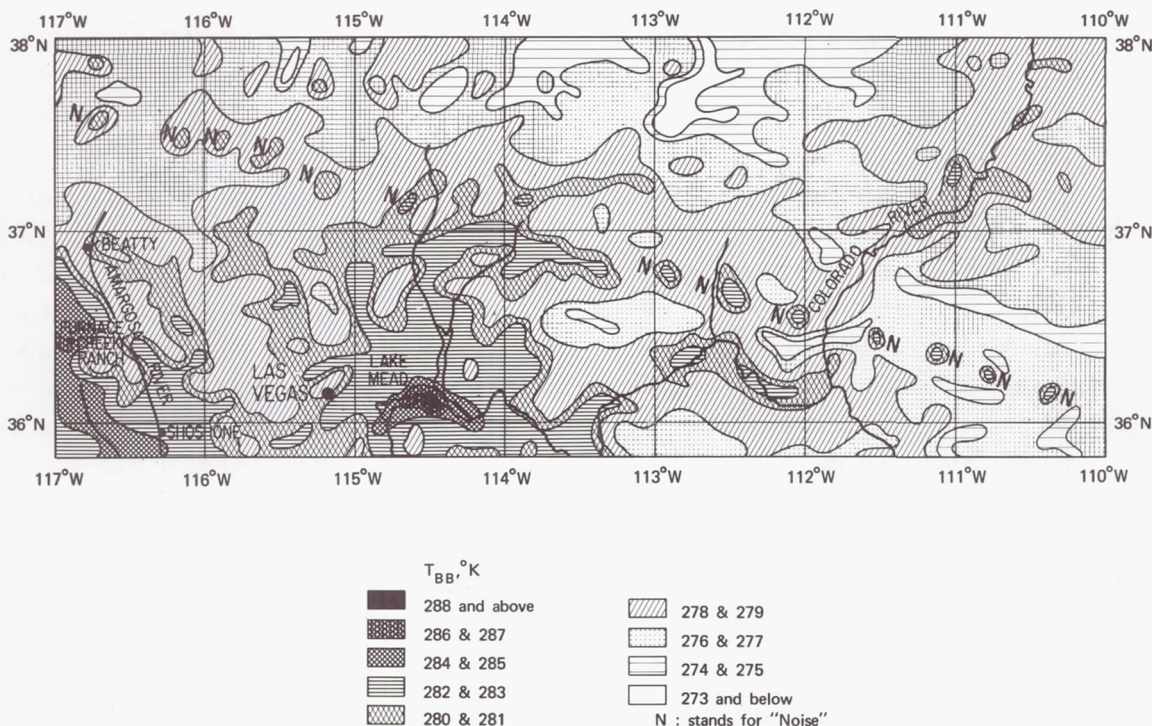 117°W 116°W 115°W 114°W 113°W 112°W 111°W 110°W
38°N 38°N
N
N N N
N
N
RIVER
37°N 37°N
BEATTY
N
N
COLORADO
AMARGOSA
N
FURNACE
CREEK
RANCH
N
N
LAKE
MEAD
LAS
VEGAS
RIVER
N
N
36°N 36°N
SHOSHONE
117°W 116°W 115°W 114°W 113°W 112°W 111°W 110°W
T_BB, °K
288 and above
286 & 287
284 & 285
282 & 283
280 & 281
278 & 279
276 & 277
274 & 275
273 and below
N : stands for "Noise"